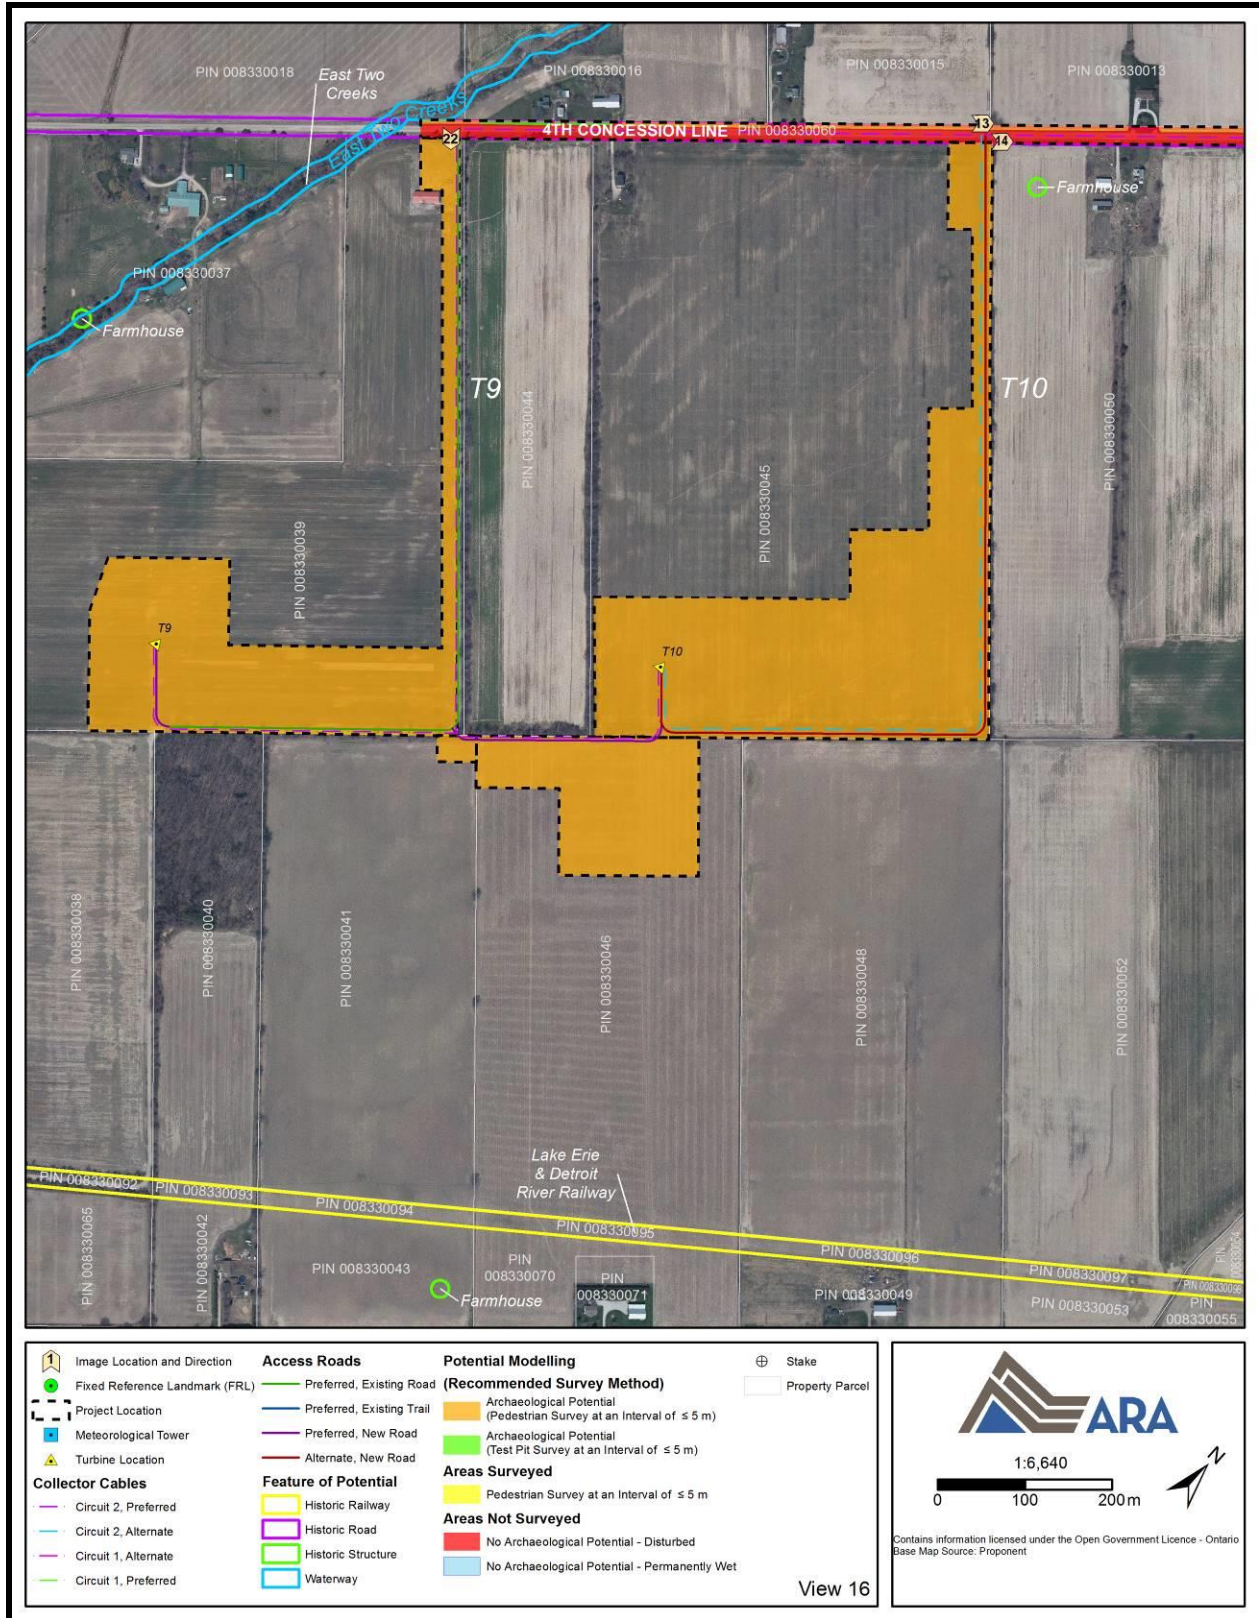 PIN 008330018
East Two
Creeks
PIN 008330016
PIN 008330015
PIN 008330013
East Two Creeks
4TH CONCESSION LINE
PIN 008330060
13
22
14
Farmhouse
PIN 008330037
Farmhouse
T9
PIN 008330044
T10
PIN 008330050
PIN 008330045
PIN 008330039
T9
T10
PIN 008330038
PIN 008330040
PIN 008330041
PIN 008330046
PIN 008330048
PIN 008330052
Lake Erie
& Detroit
River Railway
PIN 008330092
PIN 008330093
PIN 008330094
PIN 008330095
PIN 008330096
PIN 008330097
PIN 008330098
PIN
008330054
PIN 008330065
PIN 008330042
PIN 008330043
Farmhouse
PIN
008330070
PIN
008330071
PIN 008330049
PIN 008330053
PIN
008330055
1
Image Location and Direction
Fixed Reference Landmark (FRL)
Project Location
Meteorological Tower
Turbine Location
Collector Cables
Circuit 2, Preferred
Circuit 2, Alternate
Circuit 1, Alternate
Circuit 1, Preferred
Access Roads
Preferred, Existing Road
Preferred, Existing Trail
Preferred, New Road
Alternate, New Road
Feature of Potential
Historic Railway
Historic Road
Historic Structure
Waterway
Potential Modelling
(Recommended Survey Method)
Archaeological Potential
(Pedestrian Survey at an Interval of ≤ 5 m)
Archaeological Potential
(Test Pit Survey at an Interval of ≤ 5 m)
Areas Surveyed
Pedestrian Survey at an Interval of ≤ 5 m
Areas Not Surveyed
No Archaeological Potential - Disturbed
No Archaeological Potential - Permanently Wet
Stake
Property Parcel
View 16
ARA
1:6,640
N
0 100 200 m
Contains information licensed under the Open Government Licence - Ontario
Base Map Source: Proponent